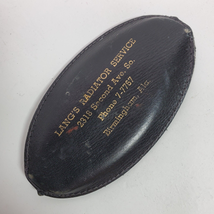 LANG'S RADIATOR SERVICE
2318 Second Ave. So.
Phone 7-7757
Birmingham, Ala.